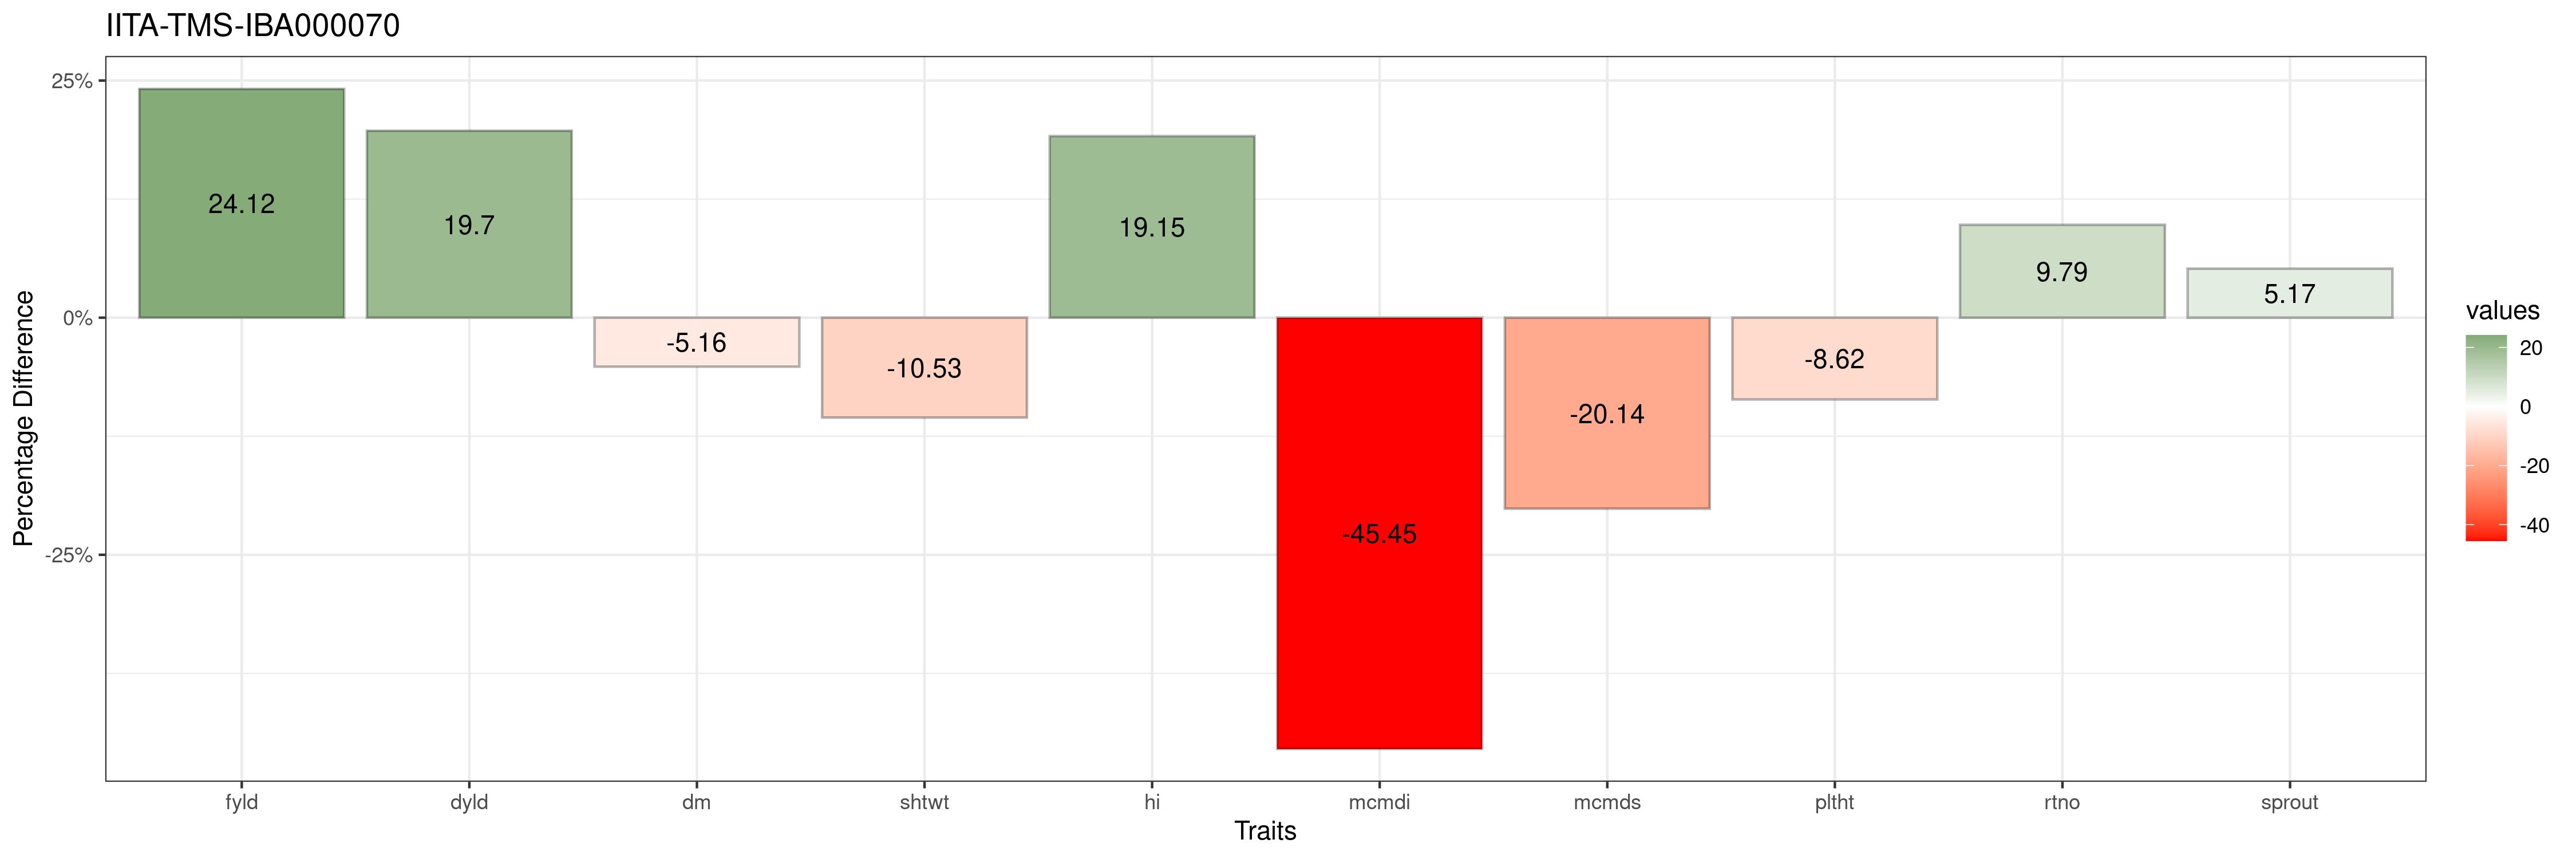 IITA-TMS-IBA000070
Percentage Difference
25%
0%
-25%
24.12
19.7
-5.16
-10.53
19.15
-45.45
-20.14
-8.62
9.79
5.17
fyld
dyld
dm
shtwt
hi
mcmdi
mcmds
pltht
rtno
sprout
Traits
values
20
0
-20
-40